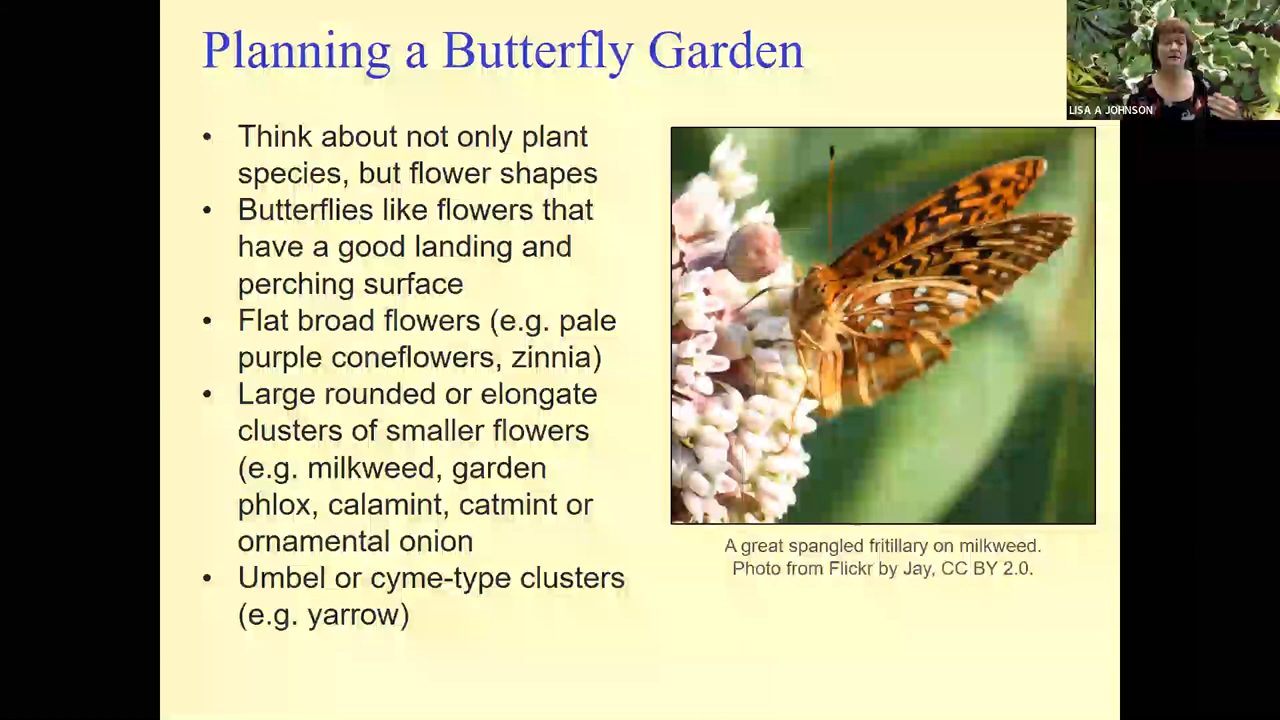 Planning a Butterfly Garden
LISA A JOHNSON
• Think about not only plant
species, but flower shapes
• Butterflies like flowers that
have a good landing and
perching surface
• Flat broad flowers (e.g. pale
purple coneflowers, zinnia)
• Large rounded or elongate
clusters of smaller flowers
(e.g. milkweed, garden
phlox, calamint, catmint or
ornamental onion
• Umbel or cyme-type clusters
(e.g. yarrow)
A great spangled fritillary on milkweed.
Photo from Flickr by Jay, CC BY 2.0.